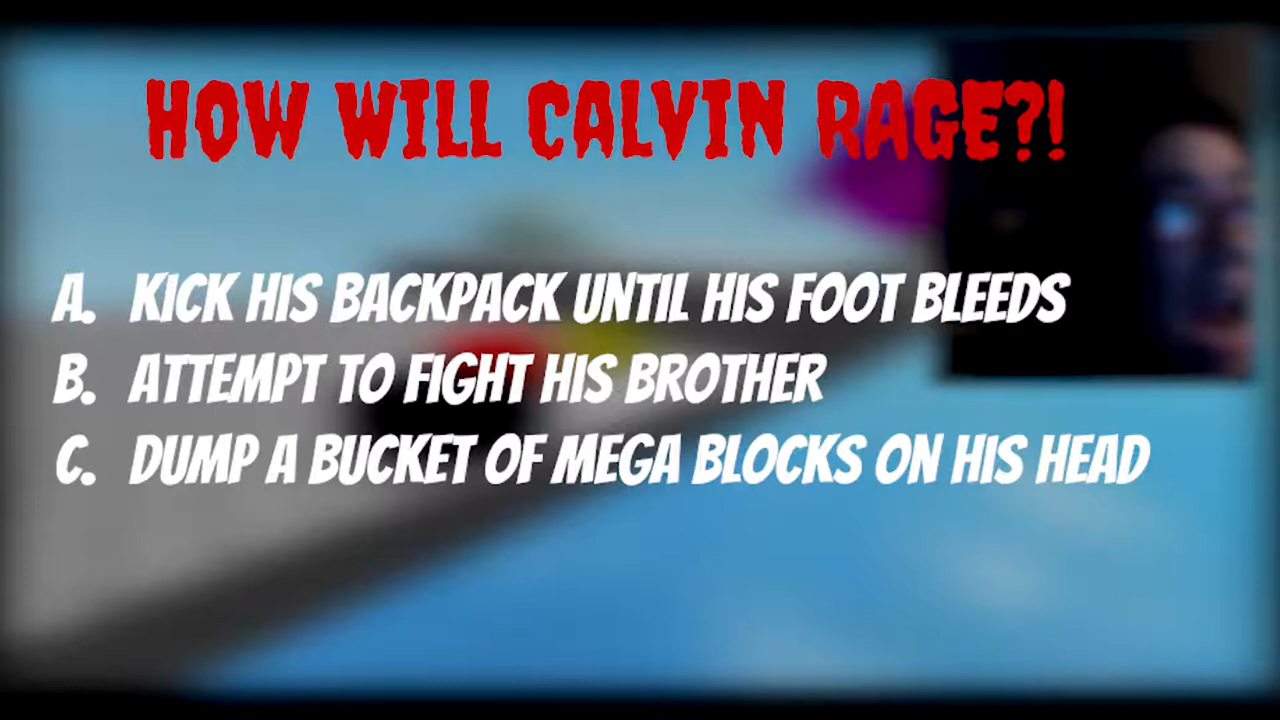 HOW WILL CALVIN RAGE?!
A. KICK HIS BACKPACK UNTIL HIS FOOT BLEEDS
B. ATTEMPT TO FIGHT HIS BROTHER
C. DUMP A BUCKET OF MEGA BLOCKS ON HIS HEAD